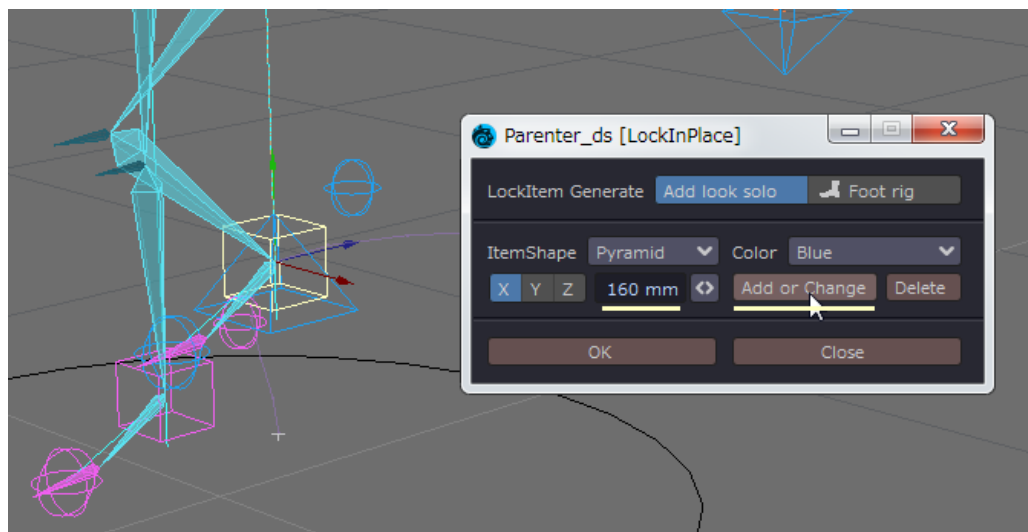 Parenter_ds [LockInPlace]
LockItem Generate Add look solo Foot rig
ItemShape Pyramid Color Blue
X Y Z 160 mm <> Add or Change Delete
OK Close